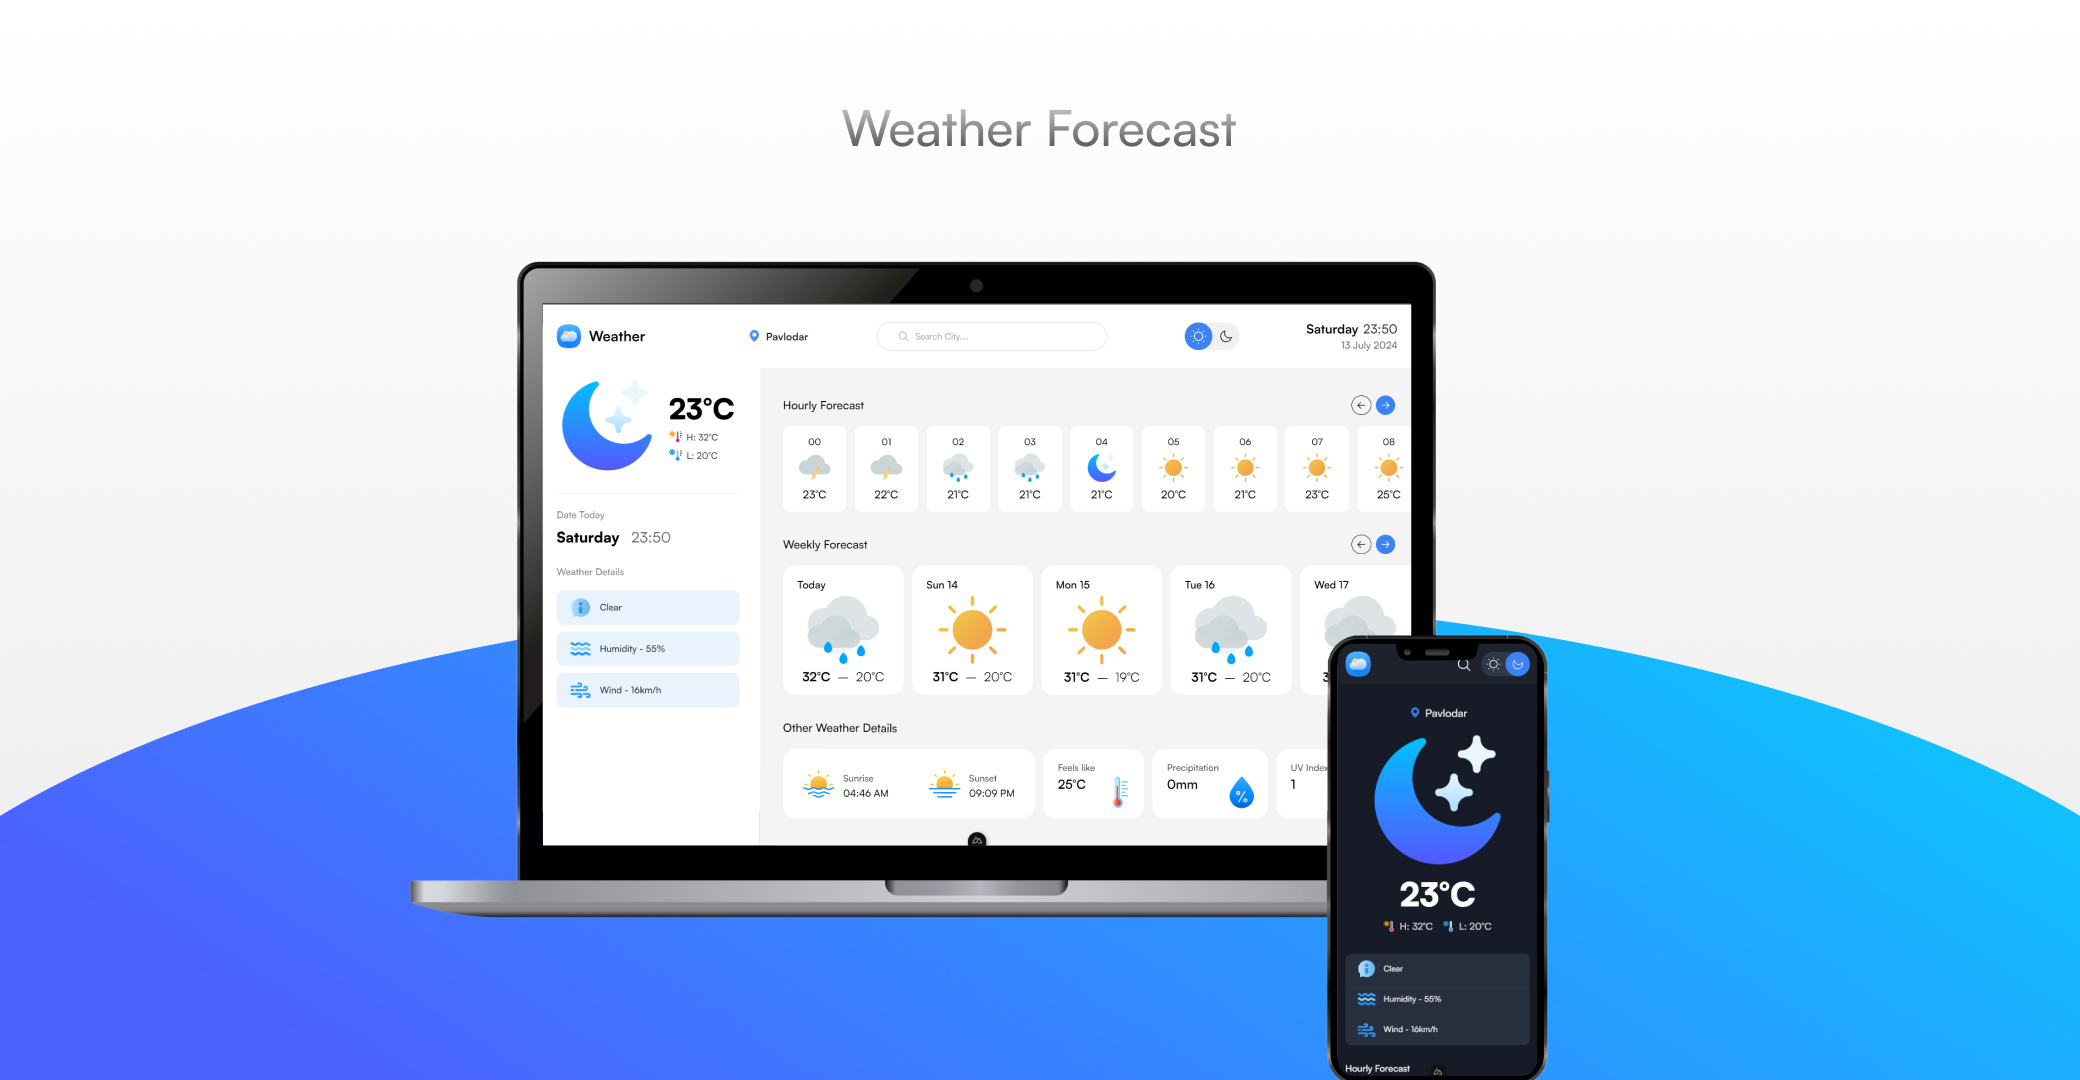 Weather Forecast
Weather
Pavlodar
Search City....
Saturday 23:50
13 July 2024
23°C
H: 32°C
L: 20°C
Date Today
Saturday 23:50
Weather Details
Clear
Humidity - 55%
Wind - 16km/h
Hourly Forecast
00 01 02 03 04 05 06 07 08
23°C 22°C 21°C 21°C 21°C 20°C 21°C 23°C 25°C
Weekly Forecast
Today Sun 14 Mon 15 Tue 16 Wed 17
32°C — 20°C 31°C — 20°C 31°C — 19°C 31°C — 20°C 3
Other Weather Details
Sunrise
04:46 AM
Sunset
09:09 PM
Feels like
25°C
Precipitation
0mm
%
UV Index
1
Pavlodar
23°C
H: 32°C L: 20°C
Clear
Humidity - 55%
Wind - 16km/h
Hourly Forecast